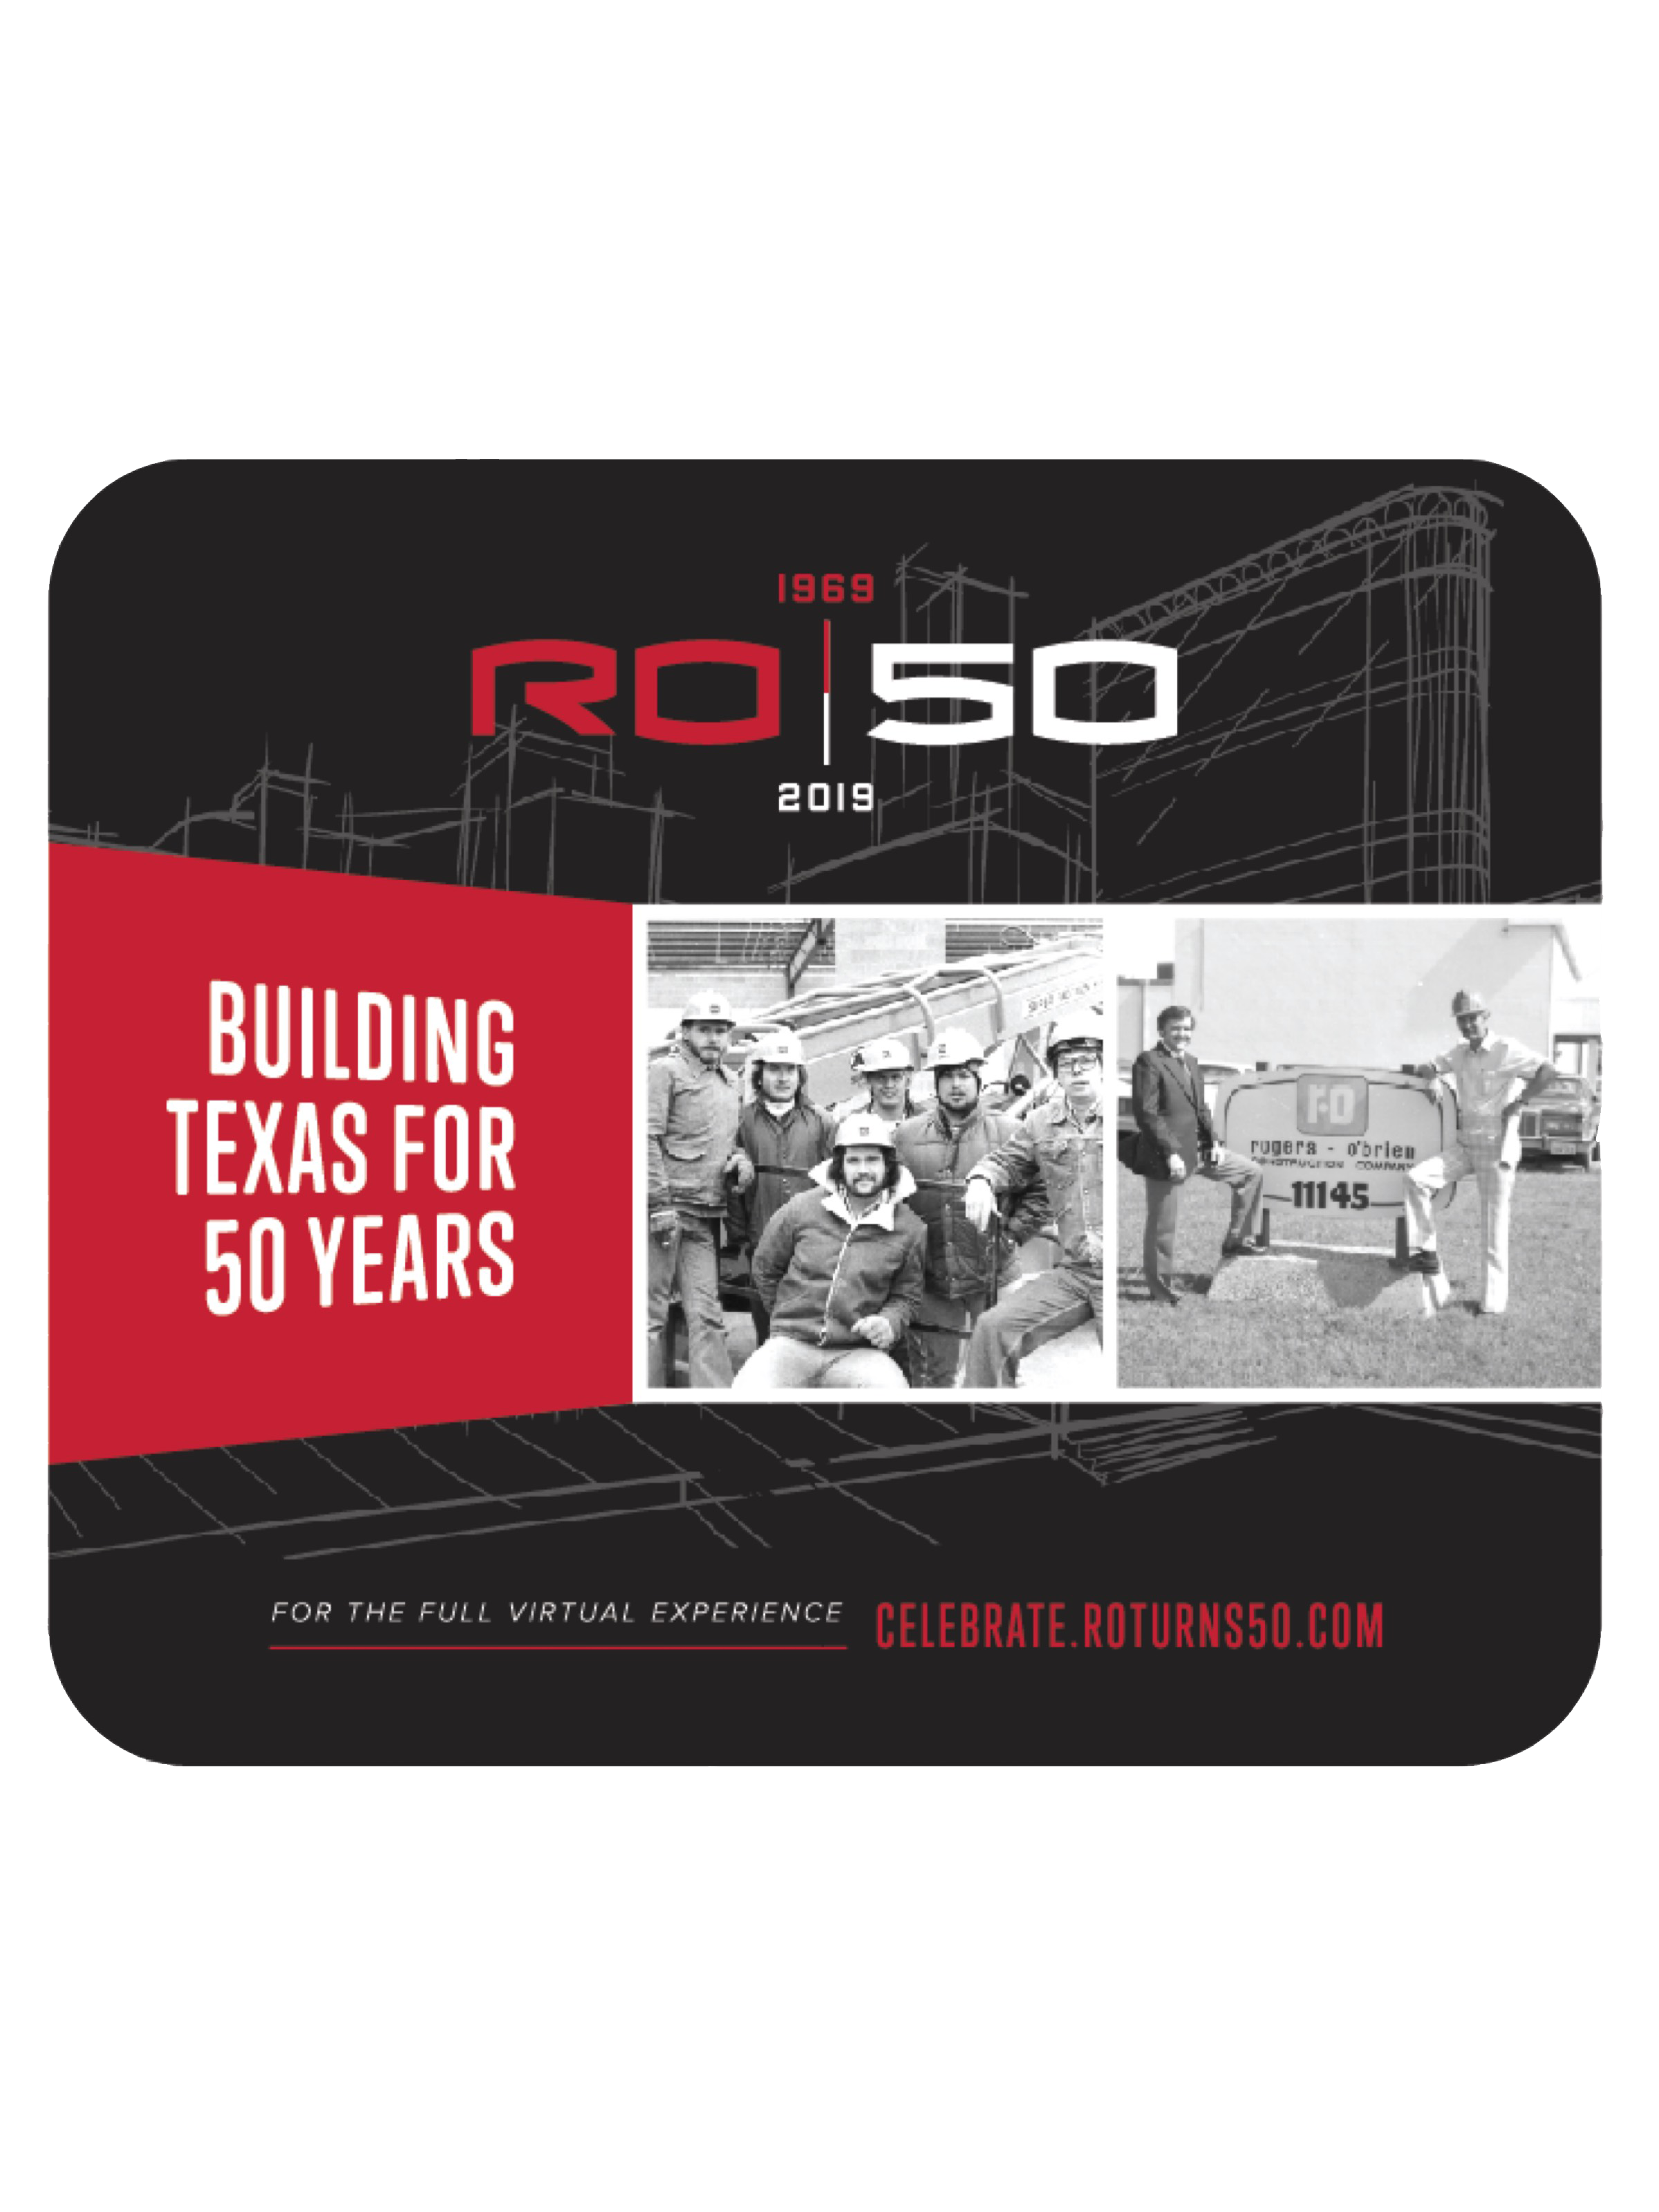 1969
RO 50
2019
BUILDING
TEXAS FOR
50 YEARS
r·o
rogers - o'brien
CONSTRUCTION COMPANY
11145
FOR THE FULL VIRTUAL EXPERIENCE CELEBRATE.ROTURNS50.COM